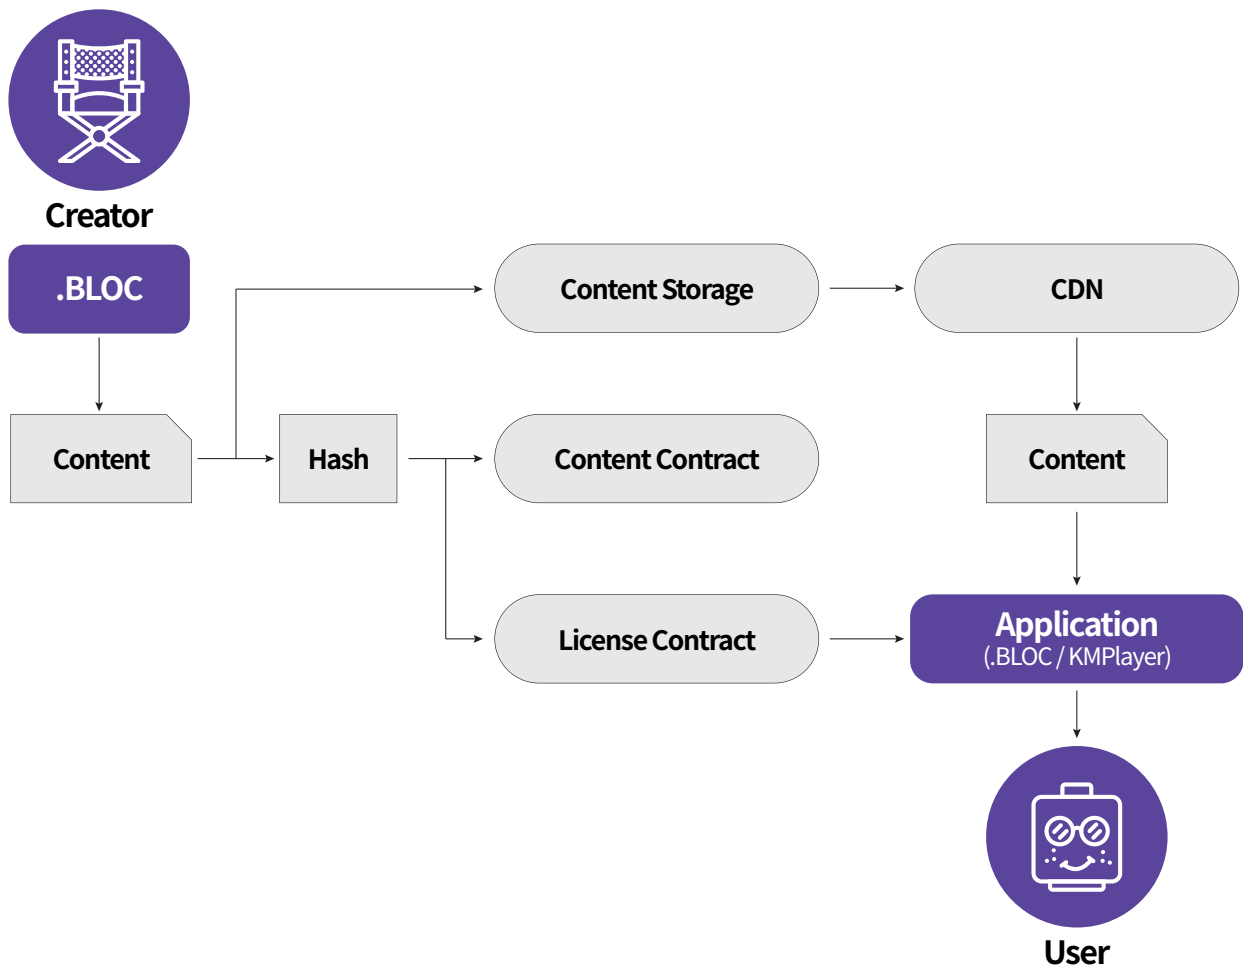 Creator
.BLOC
Content Storage
CDN
Content
Hash
Content Contract
Content
License Contract
Application
(.BLOC / KMPlayer)
User